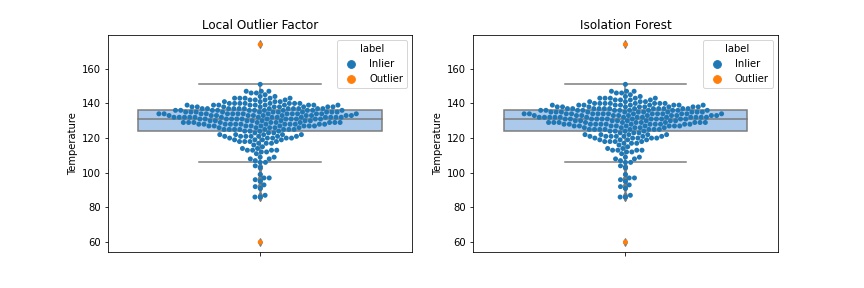 Local Outlier Factor
Temperature
160
140
120
100
80
60
label
Inlier
Outlier
Isolation Forest
Temperature
160
140
120
100
80
60
label
Inlier
Outlier